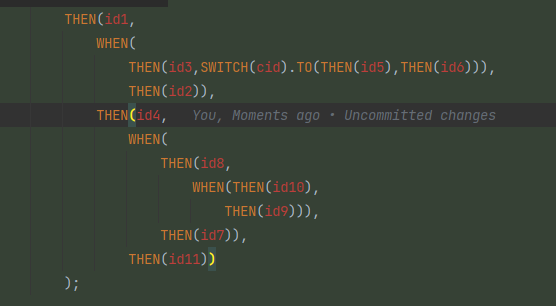 THEN(id1,
WHEN(
THEN(id3,SWITCH(cid).TO(THEN(id5),THEN(id6))),
THEN(id2)),
THEN(id4,   You, Moments ago • Uncommitted changes
WHEN(
THEN(id8,
WHEN(THEN(id10),
THEN(id9))),
THEN(id7)),
THEN(id11))
);